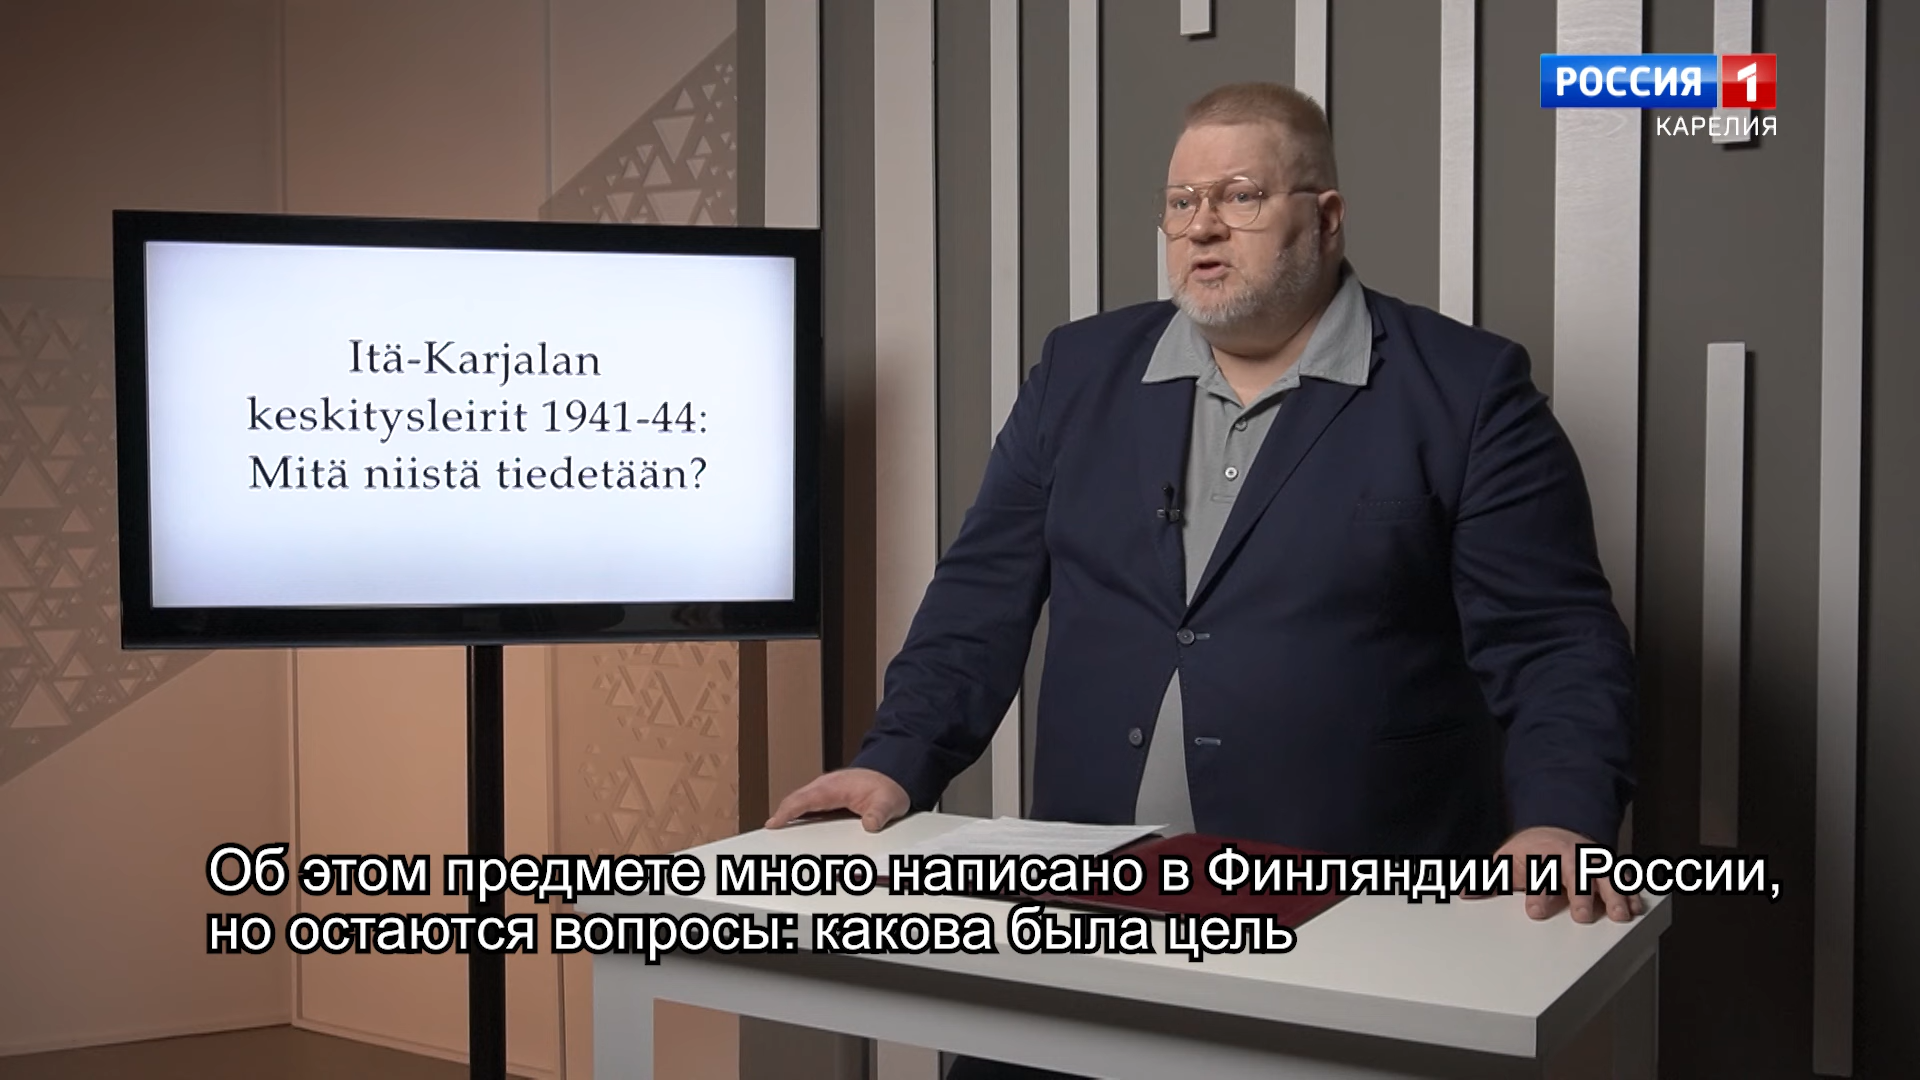 РОССИЯ 1
КАРЕЛИЯ
Itä-Karjalan
keskitysleirit 1941-44:
Mitä niistä tiedetään?
Об этом предмете много написано в Финляндии и России,
но остаются вопросы: какова была цель